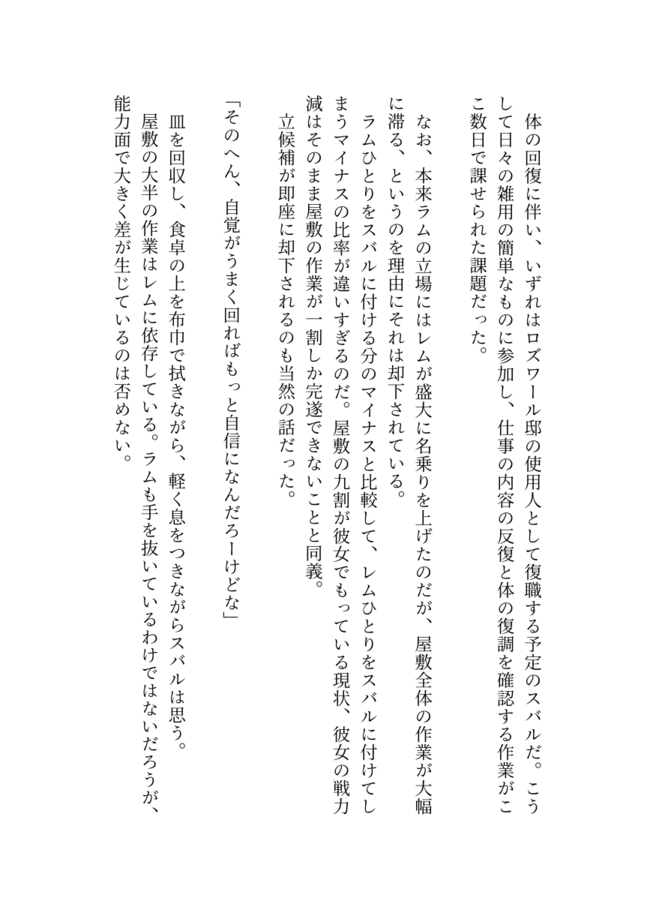 体の回復に伴い、いずれはロズワール邸の使用人として復職する予定のスバルだ。こう
して日々の雑用の簡単なものに参加し、仕事の内容の反復と体の復調を確認する作業がこ
こ数日で課せられた課題だった。
なお、本来ラムの立場にはレムが盛大に名乗りを上げたのだが、屋敷全体の作業が大幅
に滞る、というのを理由にそれは却下されている。
ラムひとりをスバルに付ける分のマイナスと比較して、レムひとりをスバルに付けてし
まうマイナスの比率が違いすぎるのだ。屋敷の九割が彼女でもっている現状、彼女の戦力
減はそのまま屋敷の作業が一割しか完遂できないことと同義。
立候補が即座に却下されるのも当然の話だった。
「そのへん、自覚がうまく回ればもっと自信になんだろーけどな」
皿を回収し、食卓の上を布巾で拭きながら、軽く息をつきながらスバルは思う。
屋敷の大半の作業はレムに依存している。ラムも手を抜いているわけではないだろうが、
能力面で大きく差が生じているのは否めない。